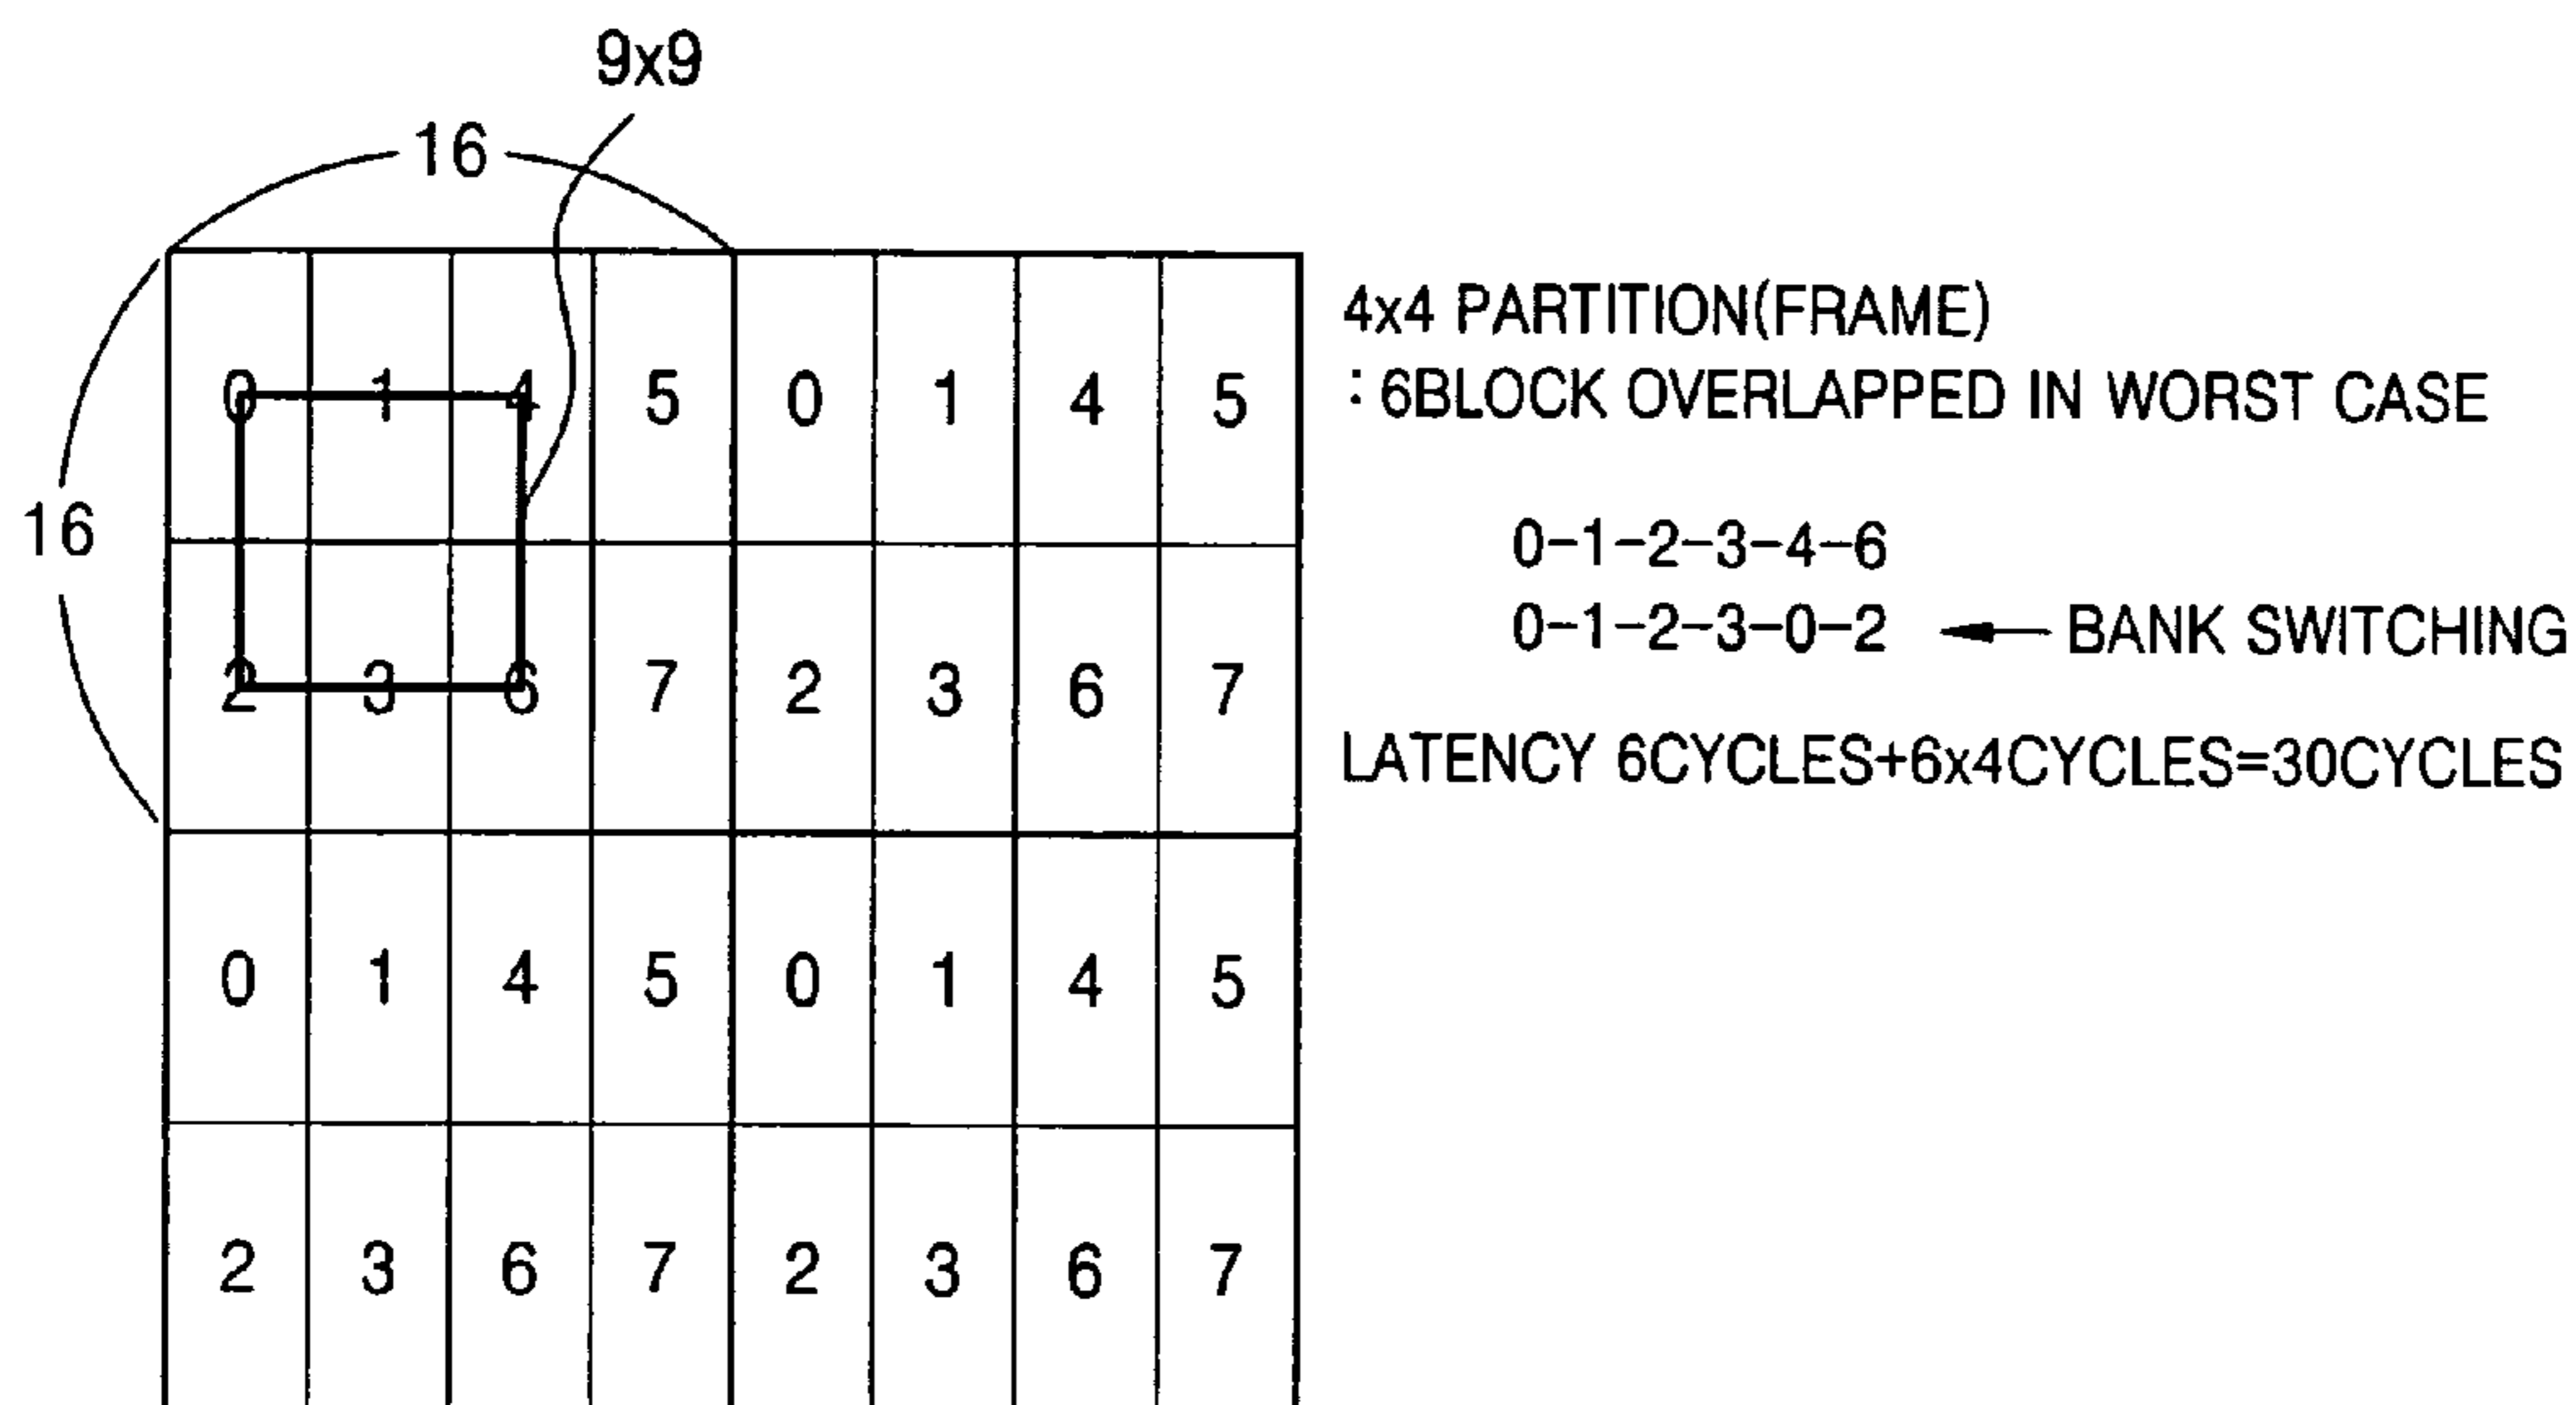 9x9
16
16
0 1 4 5 0 1 4 5
2 3 6 7 2 3 6 7
0 1 4 5 0 1 4 5
2 3 6 7 2 3 6 7
4x4 PARTITION(FRAME)
: 6BLOCK OVERLAPPED IN WORST CASE
0-1-2-3-4-6
0-1-2-3-0-2 ← BANK SWITCHING
LATENCY 6CYCLES+6x4CYCLES=30CYCLES